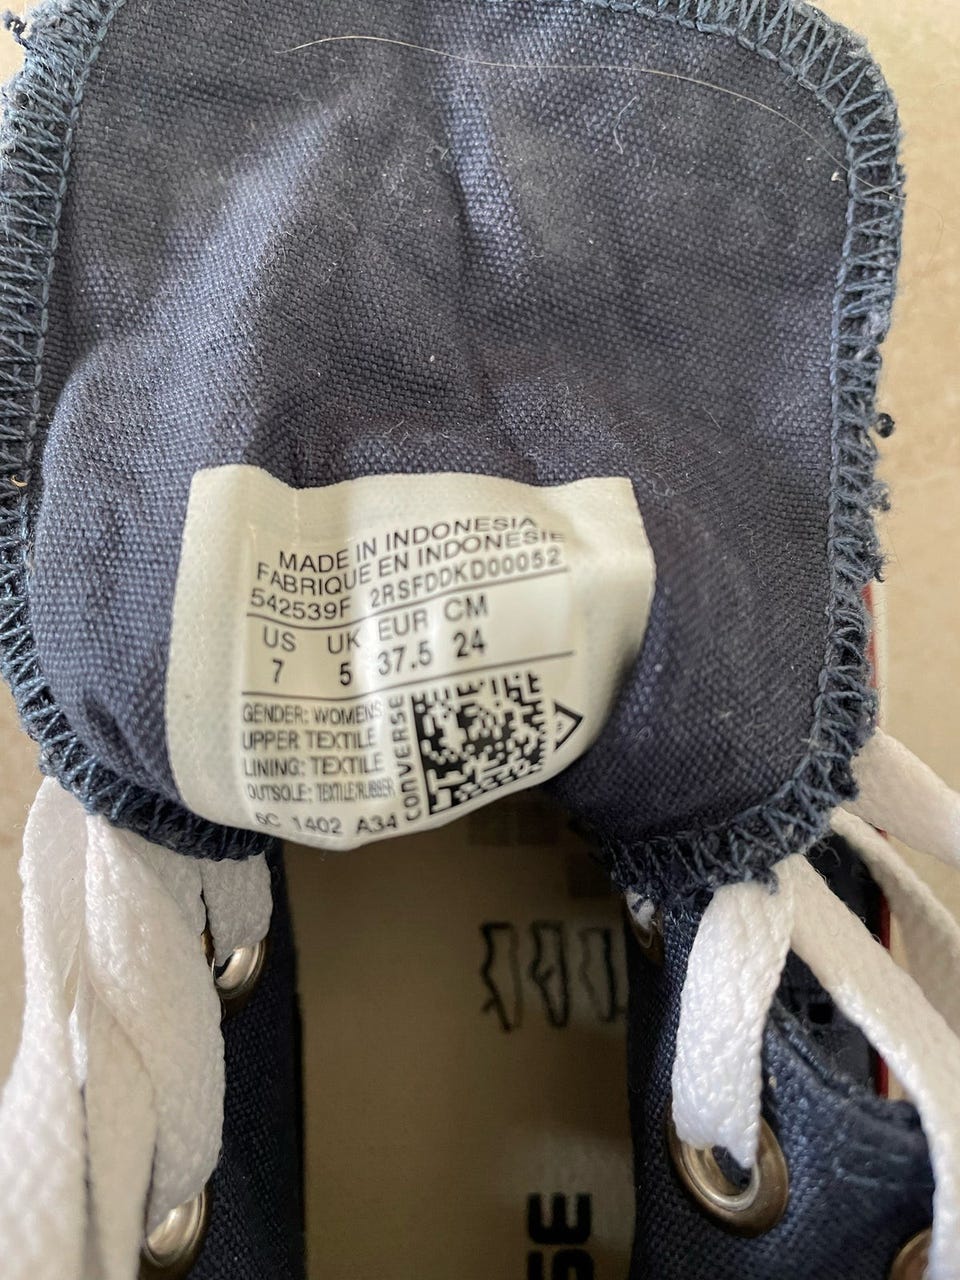 MADE IN INDONESIA
FABRIQUE EN INDONESIE
542539F 2RSFDDKD00052
US UK EUR CM
7 5 37.5 24
GENDER: WOMENS
UPPER TEXTILE
LINING: TEXTILE
OUTSOLE: TEXTILE/RUBBER
6C 1402 A34
CONVERSE
SE